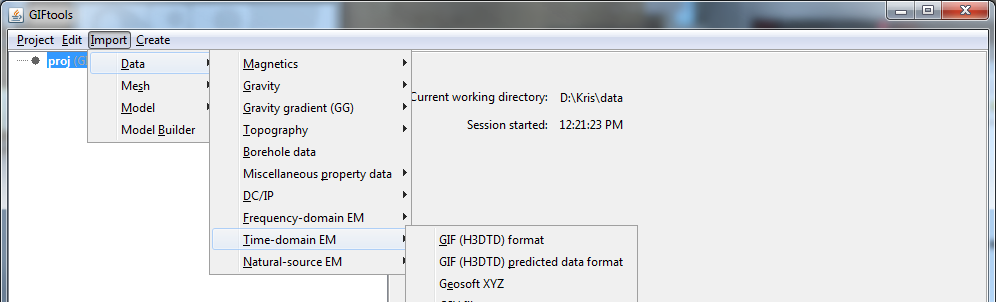 GIFtools
Project Edit Import Create
proj
Data
Mesh
Model
Model Builder
Magnetics
Gravity
Gravity gradient (GG)
Topography
Borehole data
Miscellaneous property data
DC/IP
Frequency-domain EM
Time-domain EM
Natural-source EM
GIF (H3DTD) format
GIF (H3DTD) predicted data format
Geosoft XYZ
Current working directory: D:\Kris\data
Session started: 12:21:23 PM